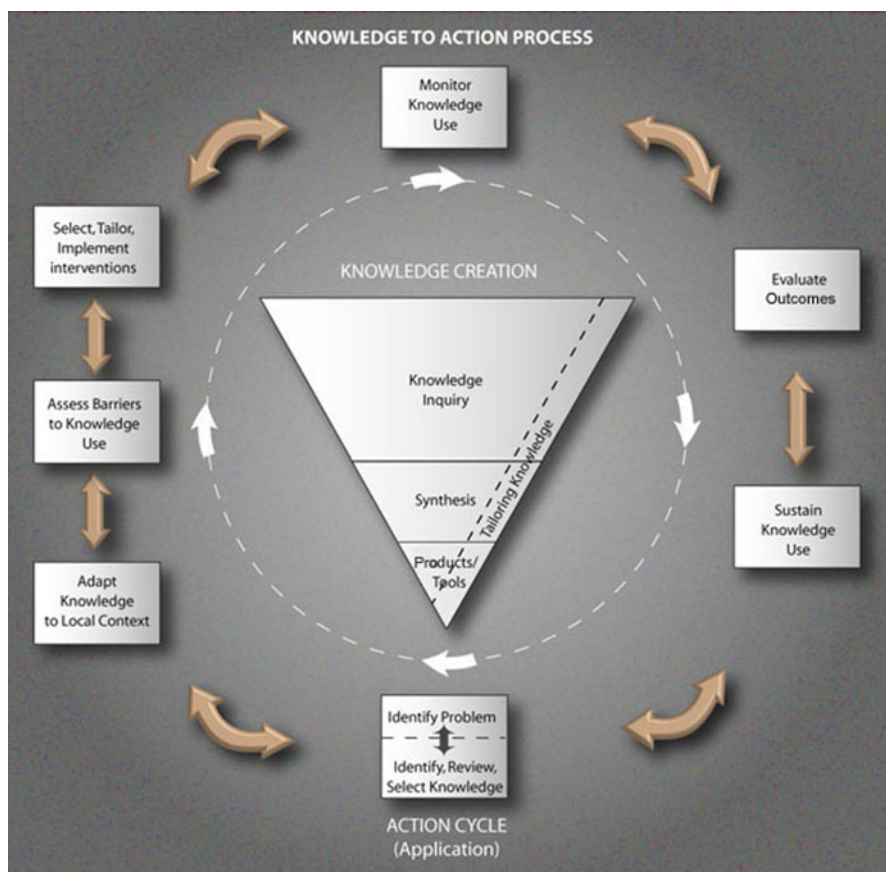 KNOWLEDGE TO ACTION PROCESS
Monitor
Knowledge
Use
Select, Tailor,
Implement
interventions
KNOWLEDGE CREATION
Evaluate
Outcomes
Knowledge
Inquiry
Assess Barriers
to Knowledge
Use
Tailoring Knowledge
Synthesis
Sustain
Knowledge
Use
Products/
Tools
Adapt
Knowledge
to Local Context
Identify Problem
Identify, Review,
Select Knowledge
ACTION CYCLE
(Application)